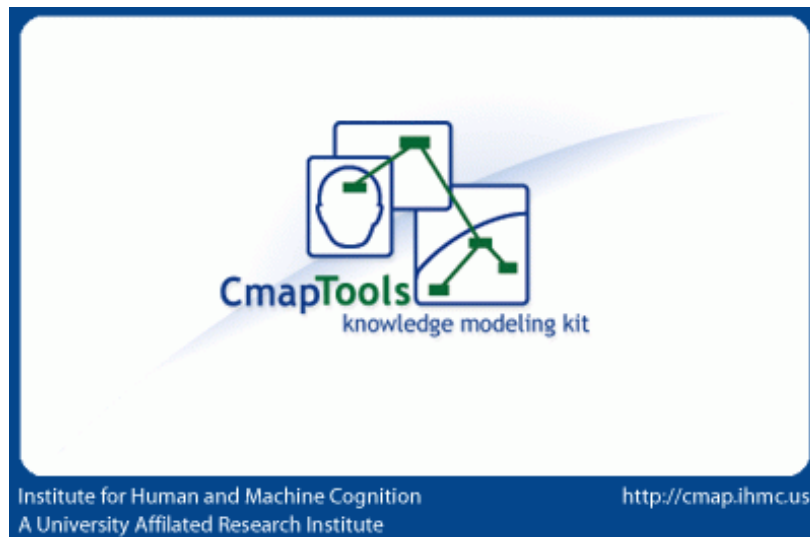 CmapTools
knowledge modeling kit
Institute for Human and Machine Cognition
http://cmap.ihmc.us
A University Affilated Research Institute